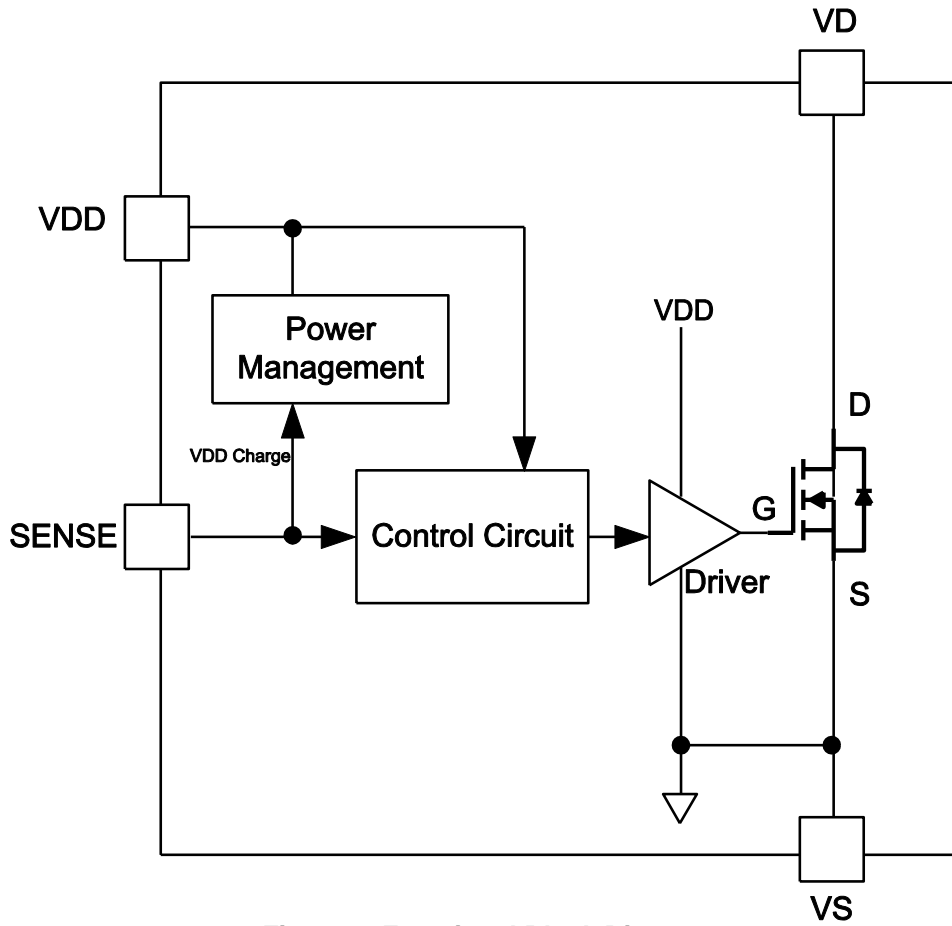 VD
VDD
Power
Management
VDD
D
VDD Charge
G
SENSE
Control Circuit
Driver
S
VS